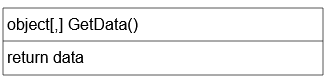 object[,] GetData()
return data